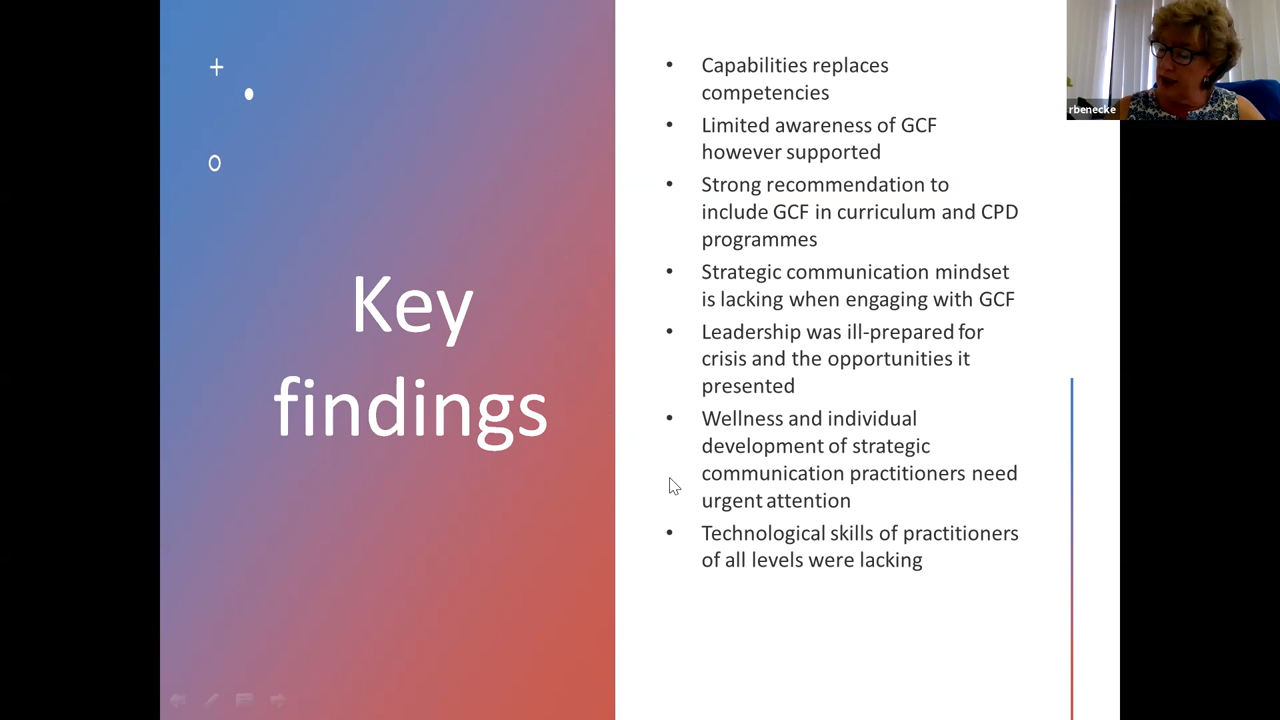 Key
findings
• Capabilities replaces
competencies
• Limited awareness of GCF
however supported
• Strong recommendation to
include GCF in curriculum and CPD
programmes
• Strategic communication mindset
is lacking when engaging with GCF
• Leadership was ill-prepared for
crisis and the opportunities it
presented
• Wellness and individual
development of strategic
communication practitioners need
urgent attention
• Technological skills of practitioners
of all levels were lacking
rbenecke